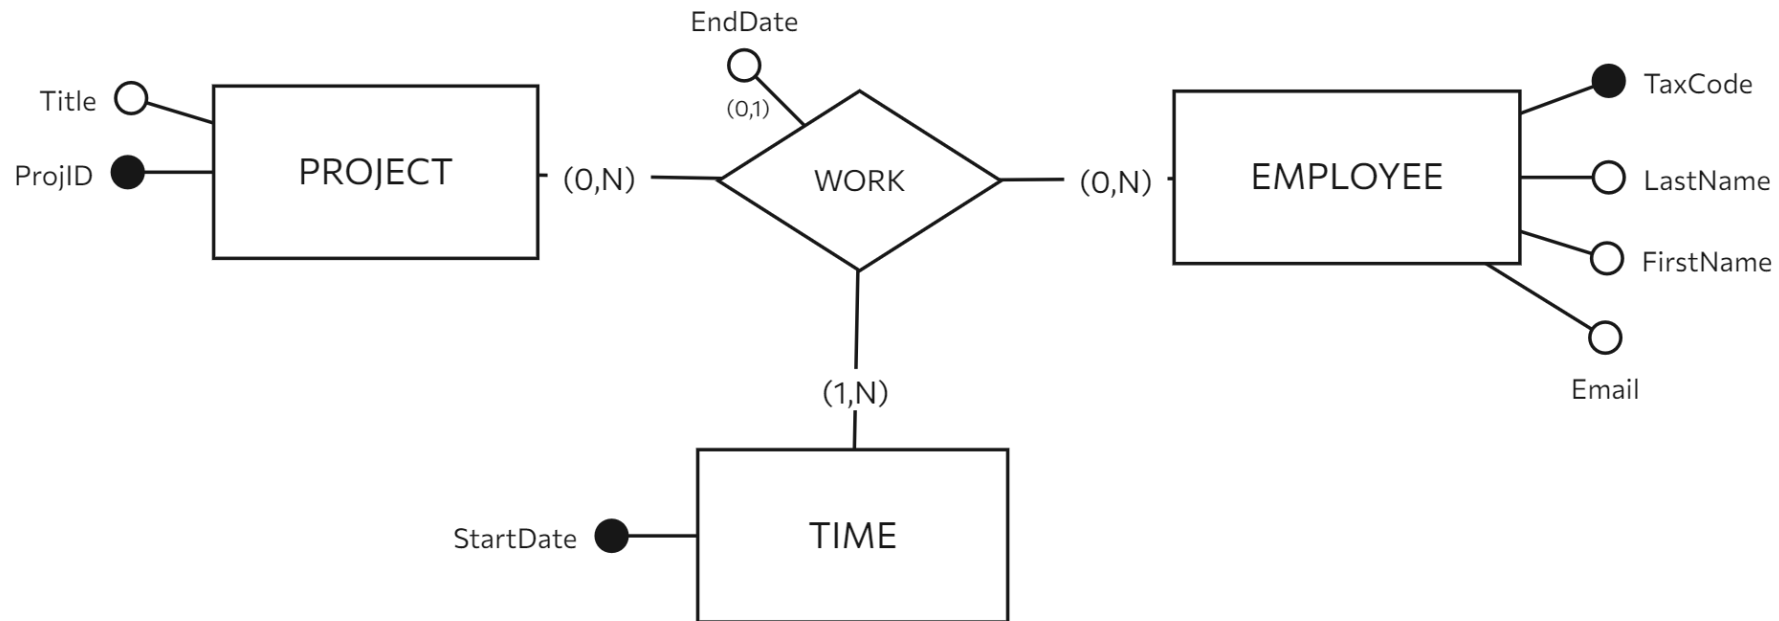 EndDate
(0,1)
Title
ProjID
PROJECT
(0,N)
WORK
(0,N)
EMPLOYEE
TaxCode
LastName
FirstName
Email
(1,N)
StartDate
TIME